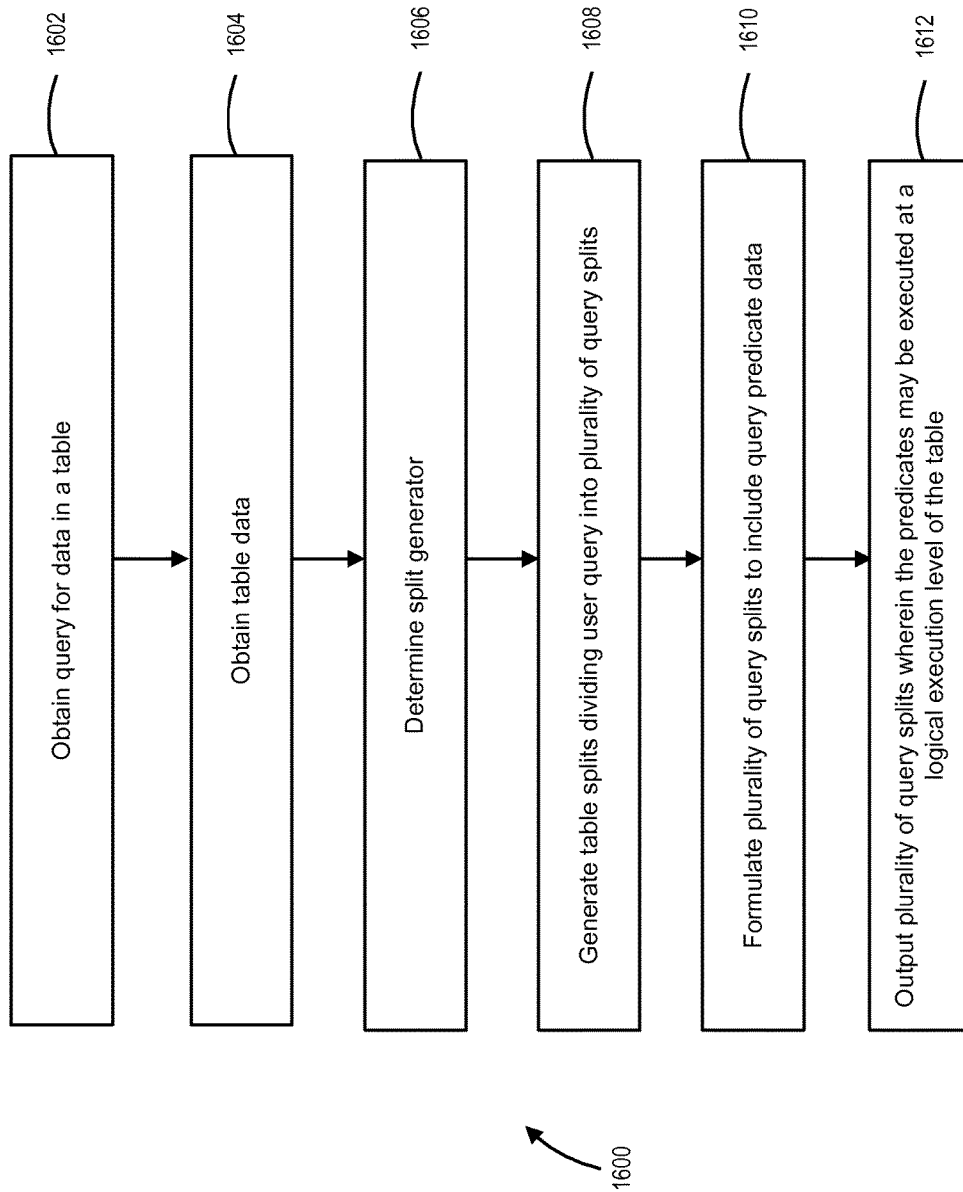 Obtain query for data in a table
1602
Obtain table data
1604
Determine split generator
1606
Generate table splits dividing user query into plurality of query splits
1608
Formulate plurality of query splits to include query predicate data
1610
Output plurality of query splits wherein the predicates may be executed at a
logical execution level of the table
1612
1600